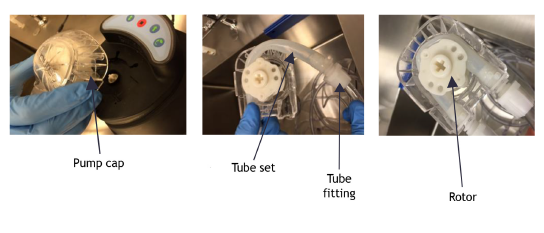 Pump cap
Tube set
Tube
fitting
Rotor